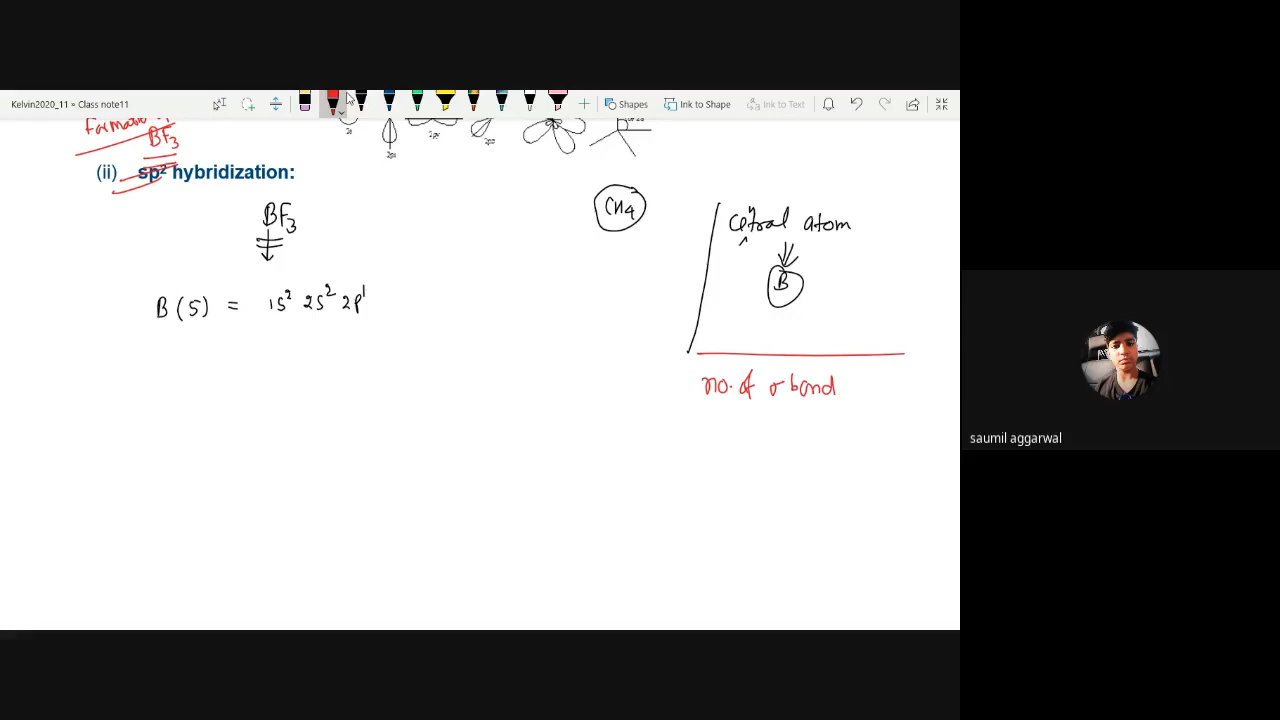 Kelvin2020_11 » Class note11
Shapes
Ink to Shape
Ink to Text
BF3
(ii) sp² hybridization:
BF3
CH4
Cetral atom
n
B
B(5) = 1s² 2s² 2p¹
no. of σ bond
saumil aggarwal